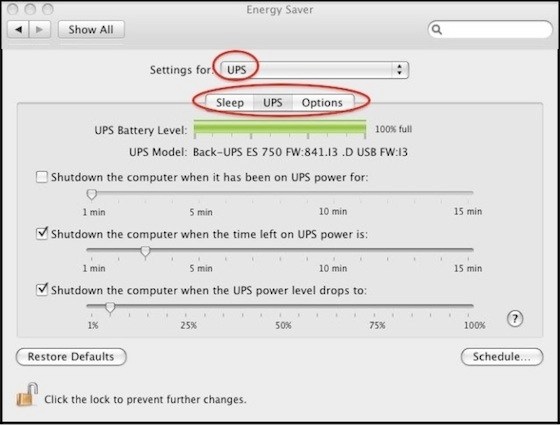 Energy Saver
Show All
Settings for: UPS
Sleep UPS Options
UPS Battery Level: 100% full
UPS Model: Back-UPS ES 750 FW:841.I3 .D USB FW:I3
Shutdown the computer when it has been on UPS power for:
1 min 5 min 10 min 15 min
Shutdown the computer when the time left on UPS power is:
1 min 5 min 10 min 15 min
Shutdown the computer when the UPS power level drops to:
1% 25% 50% 75% 100%
?
Restore Defaults Schedule...
Click the lock to prevent further changes.